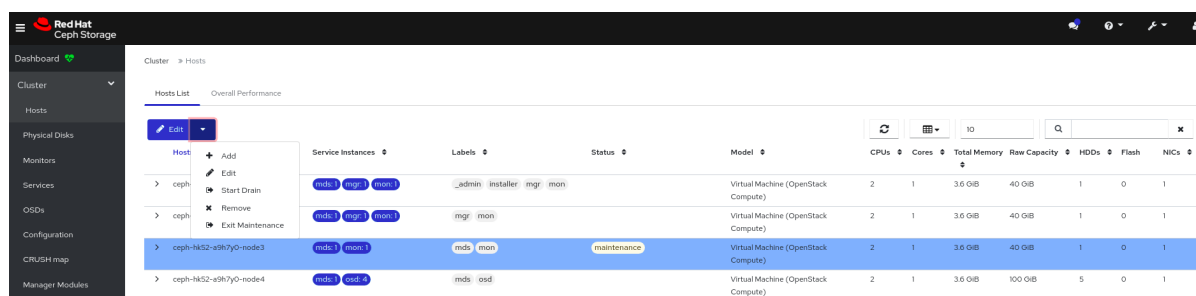 Red Hat
Ceph Storage
Dashboard
Cluster » Hosts
Cluster
Hosts List Overall Performance
Hosts
Edit 10
Physical Disks
Host Service Instances Labels Status Model CPUs Cores Total Memory Raw Capacity HDDs Flash NICs
Add
Edit
Monitors
Start Drain
Remove
Exit Maintenance
Services
ceph- mds: 1 mgr: 1 mon: 1 _admin installer mgr mon Virtual Machine (OpenStack Compute) 2 1 3.6 GiB 40 GiB 1 0 1
OSDs
ceph mds: 1 mgr: 1 mon: 1 mgr mon Virtual Machine (OpenStack Compute) 2 1 3.6 GiB 40 GiB 1 0 1
Configuration
ceph-hk52-a9h7y0-node3 mds: 1 mon: 1 mds mon maintenance Virtual Machine (OpenStack Compute) 2 1 3.6 GiB 40 GiB 1 0 1
CRUSH map
ceph-hk52-a9h7y0-node4 mds: 1 osd: 4 mds osd Virtual Machine (OpenStack Compute) 2 1 3.6 GiB 100 GiB 5 0 1
Manager Modules